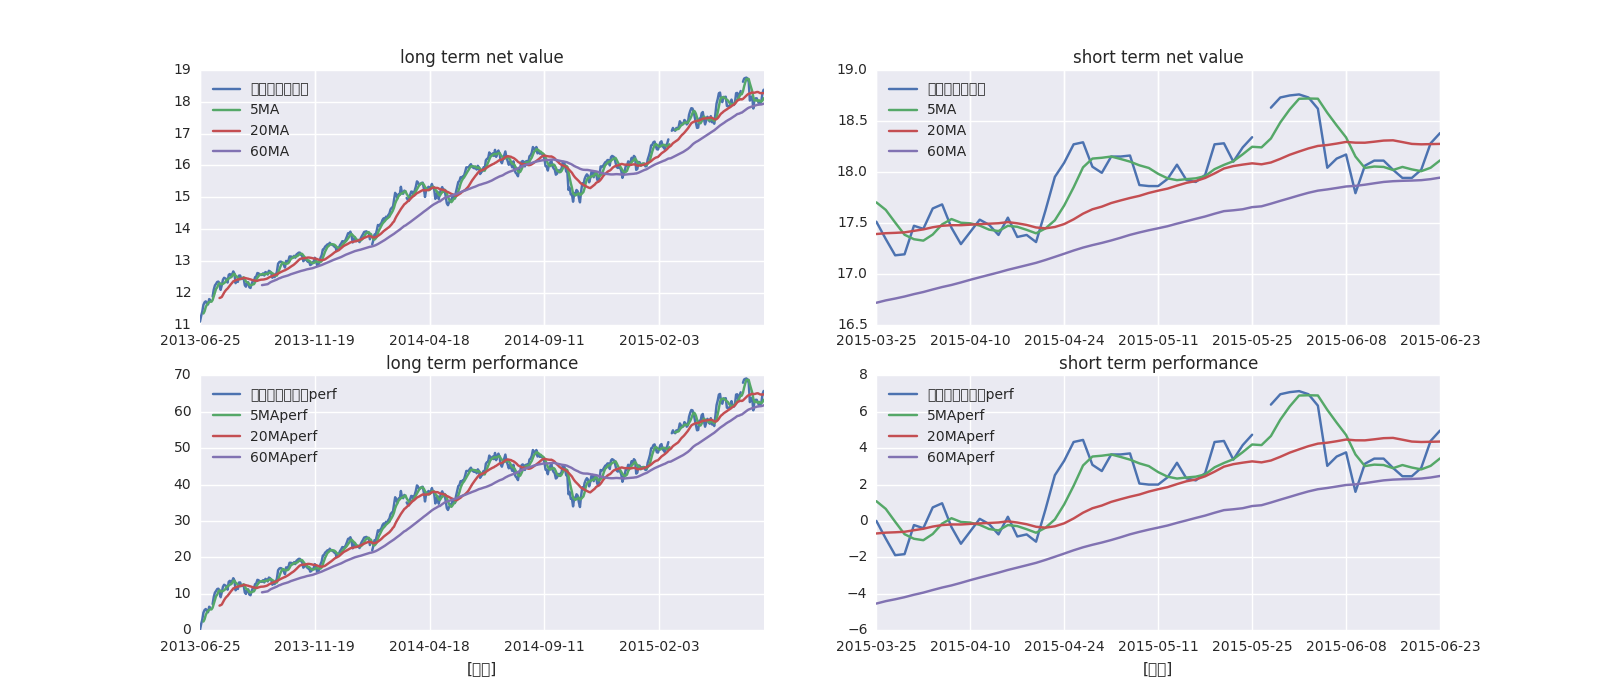 long term net value
19
18
17
16
15
14
13
12
11
5MA
20MA
60MA
2013-06-25 2013-11-19 2014-04-18 2014-09-11 2015-02-03
short term net value
19.0
18.5
18.0
17.5
17.0
16.5
5MA
20MA
60MA
2015-03-25 2015-04-10 2015-04-24 2015-05-11 2015-05-25 2015-06-08 2015-06-23
long term performance
70
60
50
40
30
20
10
0
perf
5MAperf
20MAperf
60MAperf
2013-06-25 2013-11-19 2014-04-18 2014-09-11 2015-02-03
short term performance
8
6
4
2
0
−2
−4
−6
perf
5MAperf
20MAperf
60MAperf
2015-03-25 2015-04-10 2015-04-24 2015-05-11 2015-05-25 2015-06-08 2015-06-23